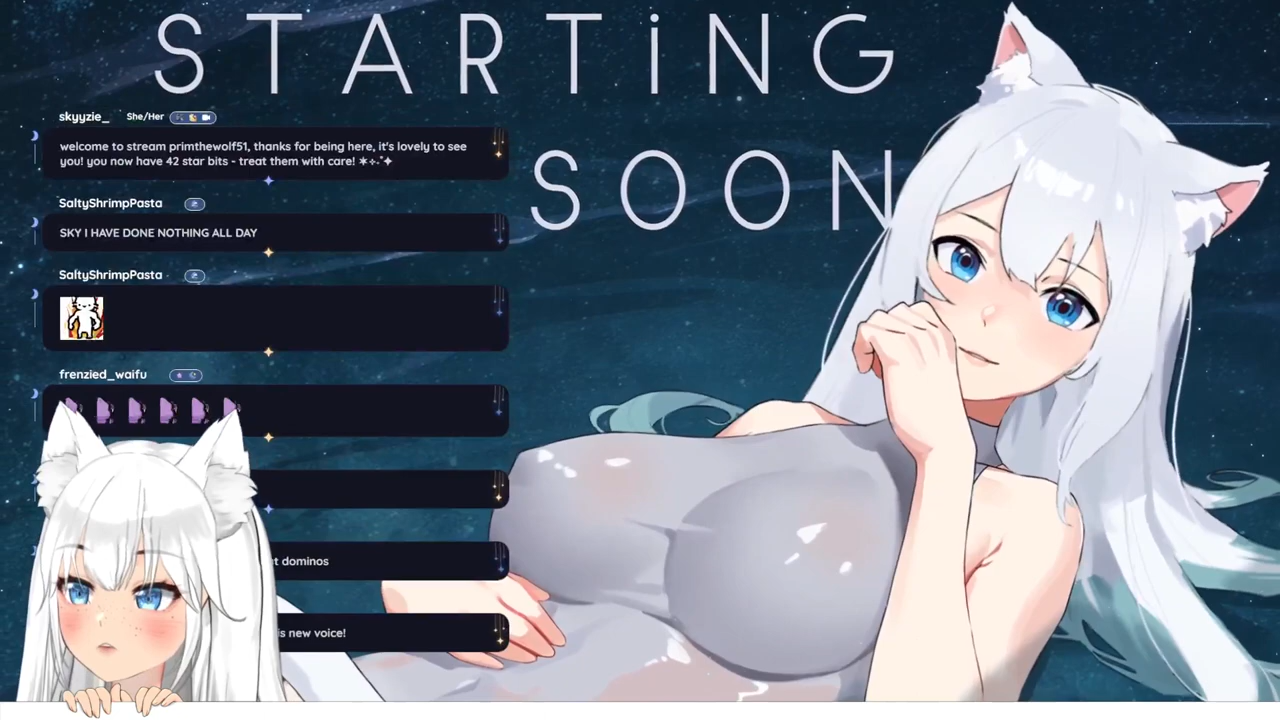 STARTiNG
SOON
skyyzie_ She/Her
welcome to stream primthewolf51, thanks for being here, it's lovely to see
you! you now have 42 star bits - treat them with care!
SaltyShrimpPasta
SKY I HAVE DONE NOTHING ALL DAY
SaltyShrimpPasta
frenzied_waifu
dominos
new voice!